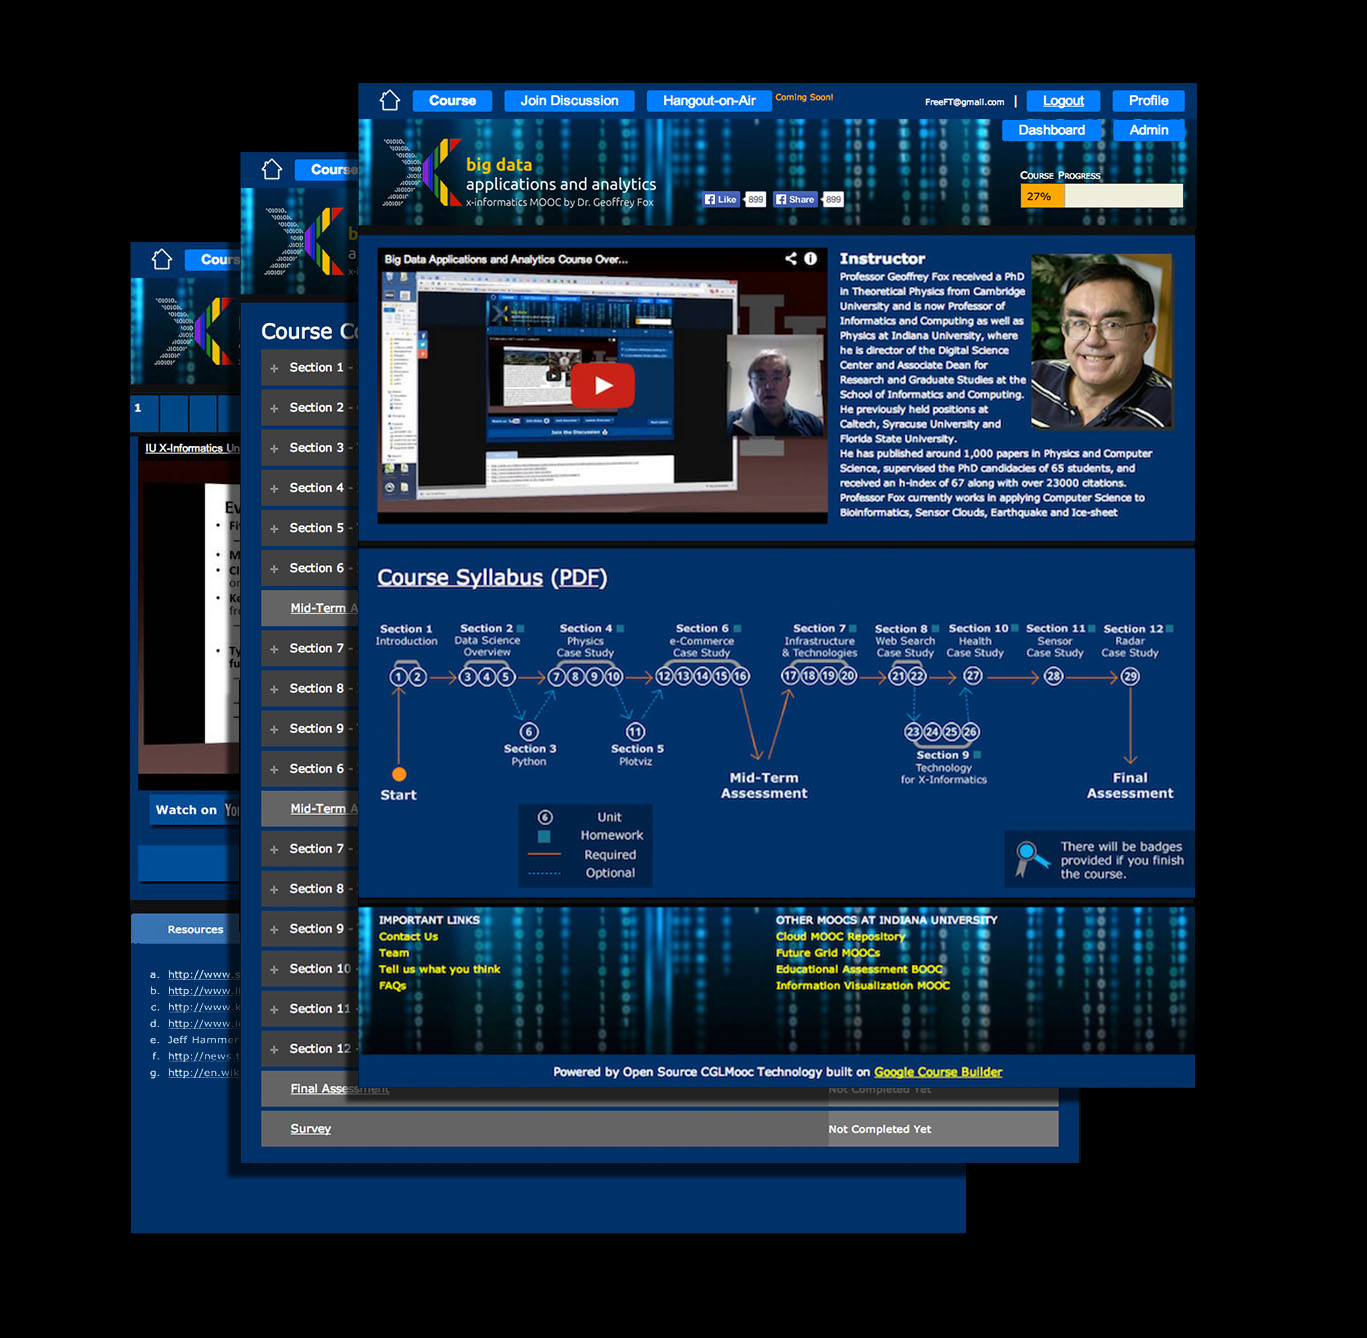 Course
Join Discussion
Hangout-on-Air
Coming Soon!
FreeFT@gmail.com
|
Logout
Profile
Dashboard
Admin
big data
applications and analytics
x-informatics MOOC by Dr. Geoffrey Fox
Like
899
Share
899
Course Progress
27%
Big Data Applications and Analytics Course Over...
Instructor
Professor Geoffrey Fox received a PhD
in Theoretical Physics from Cambridge
University and is now Professor of
Informatics and Computing as well as
Physics at Indiana University, where
he is director of the Digital Science
Center and Associate Dean for
Research and Graduate Studies at the
School of Informatics and Computing.
He previously held positions at
Caltech, Syracuse University and
Florida State University.
He has published around 1,000 papers in Physics and Computer
Science, supervised the PhD candidacies of 65 students, and
received an h-index of 67 along with over 23000 citations.
Professor Fox currently works in applying Computer Science to
Bioinformatics, Sensor Clouds, Earthquake and Ice-sheet
Course Syllabus (PDF)
Section 1
Introduction
Section 2
Data Science
Overview
Section 4
Physics
Case Study
Section 6
e-Commerce
Case Study
Section 7
Infrastructure
& Technologies
Section 8
Web Search
Case Study
Section 10
Health
Case Study
Section 11
Sensor
Case Study
Section 12
Radar
Case Study
1 2 3 4 5 7 8 9 10 12 13 14 15 16 17 18 19 20 21 22 27 28 29
6
Section 3
Python
11
Section 5
Plotviz
23 24 25 26
Section 9
Technology
for X-Informatics
Start
Mid-Term
Assessment
Final
Assessment
6 Unit
Homework
Required
Optional
There will be badges
provided if you finish
the course.
IMPORTANT LINKS
Contact Us
Team
Tell us what you think
FAQs
OTHER MOOCS AT INDIANA UNIVERSITY
Cloud MOOC Repository
Future Grid MOOCs
Educational Assessment BOOC
Information Visualization MOOC
Powered by Open Source CGLMooc Technology built on Google Course Builder
Course
Section 1 -
Section 2 -
Section 3 -
Section 4 -
Section 5 -
Section 6 -
Mid-Term A
Section 7 -
Section 8 -
Section 9 -
Section 6 -
Mid-Term A
Section 7 -
Section 8 -
Section 9 -
Section 10 -
Section 11 -
Section 12 -
Final Assessment
Not Completed Yet
Survey
Not Completed Yet
1
IU X-Informatics Un
Watch on
Resources
a. http://www.s
b. http://www.
c. http://www.k
d. http://www.
e. Jeff Hammer
f. http://news.
g. http://en.wik